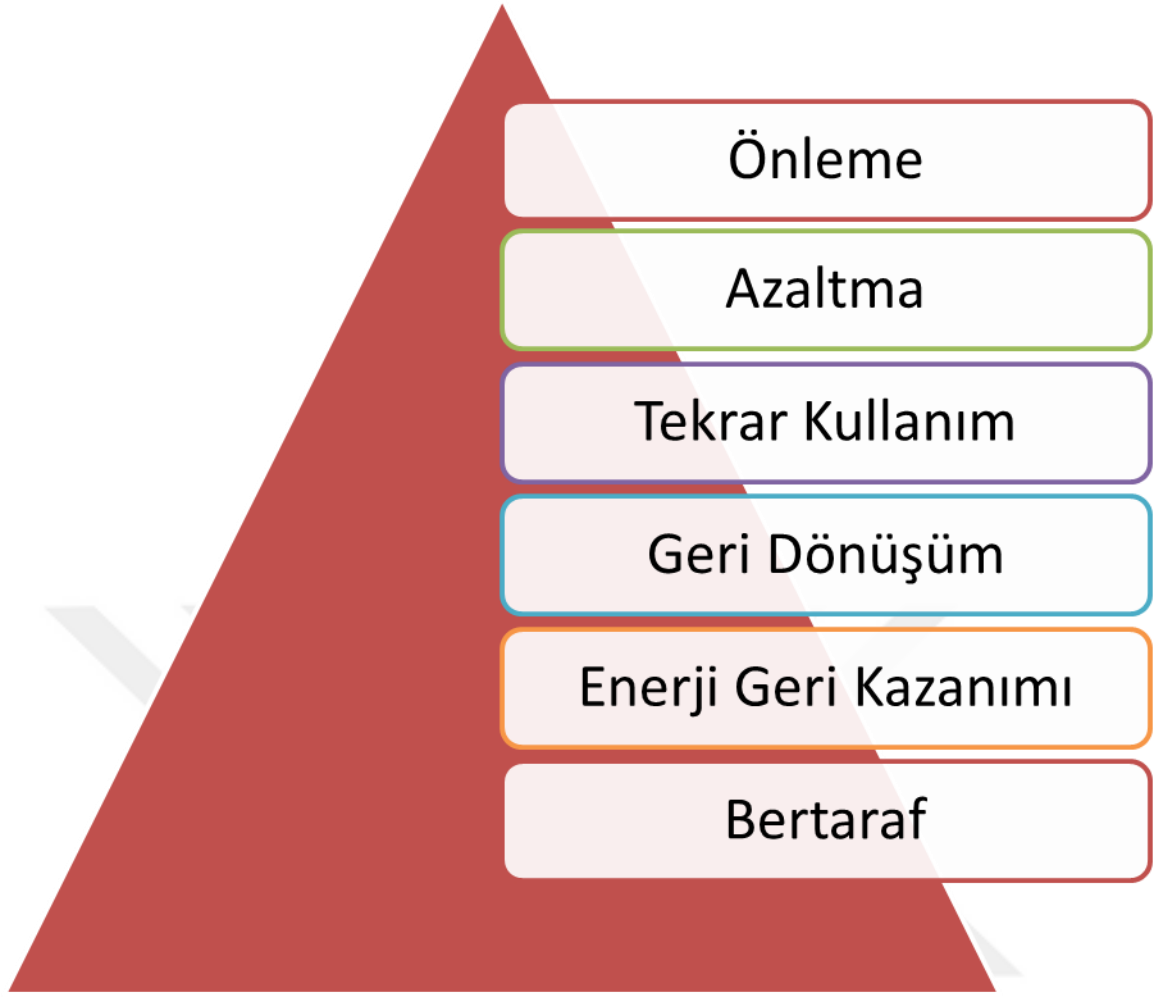 Önleme
Azaltma
Tekrar Kullanım
Geri Dönüşüm
Enerji Geri Kazanımı
Bertaraf